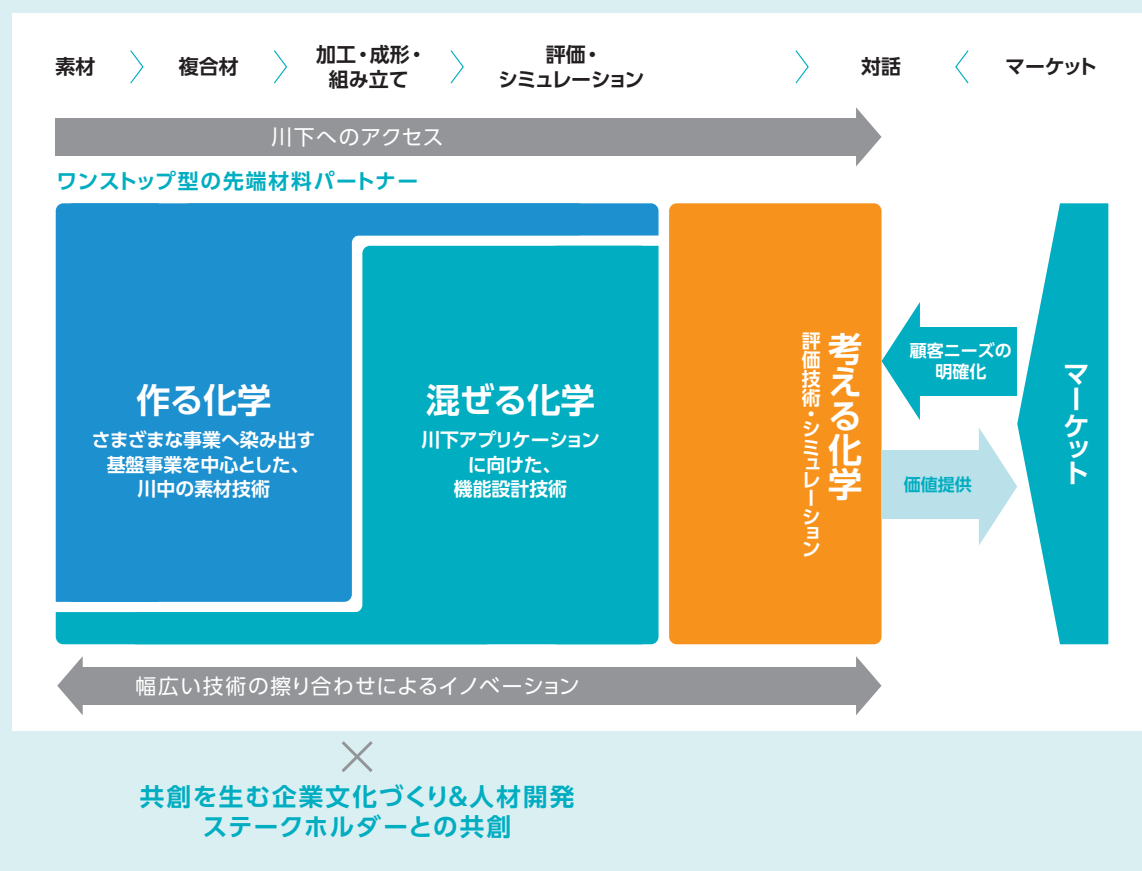 素材
複合材
加工・成形・
組み立て
評価・
シミュレーション
対話
マーケット
川下へのアクセス
ワンストップ型の先端材料パートナー
作る化学
さまざまな事業へ染み出す
基盤事業を中心とした、
川中の素材技術
混ぜる化学
川下アプリケーション
に向けた、
機能設計技術
考える化学
評価技術・シミュレーション
顧客ニーズの
明確化
価値提供
マーケット
幅広い技術の擦り合わせによるイノベーション
共創を生む企業文化づくり&人材開発
ステークホルダーとの共創